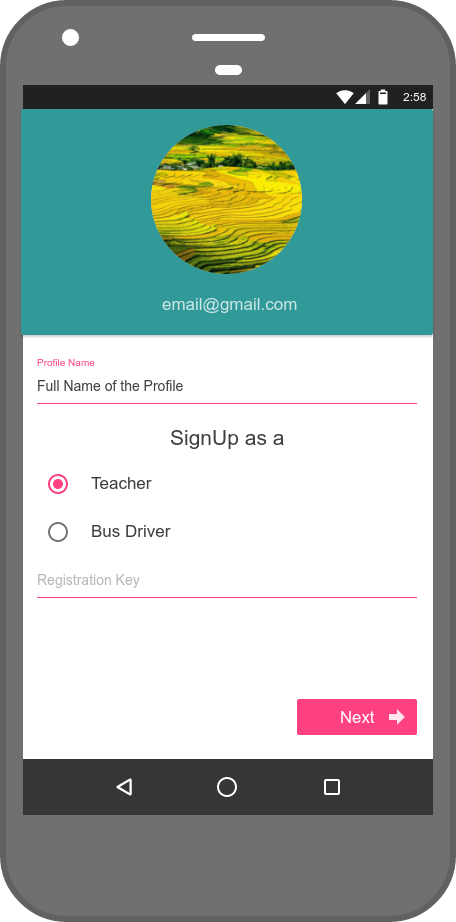 2:58
email@gmail.com
Profile Name
Full Name of the Profile
SignUp as a
Teacher
Bus Driver
Registration Key
Next